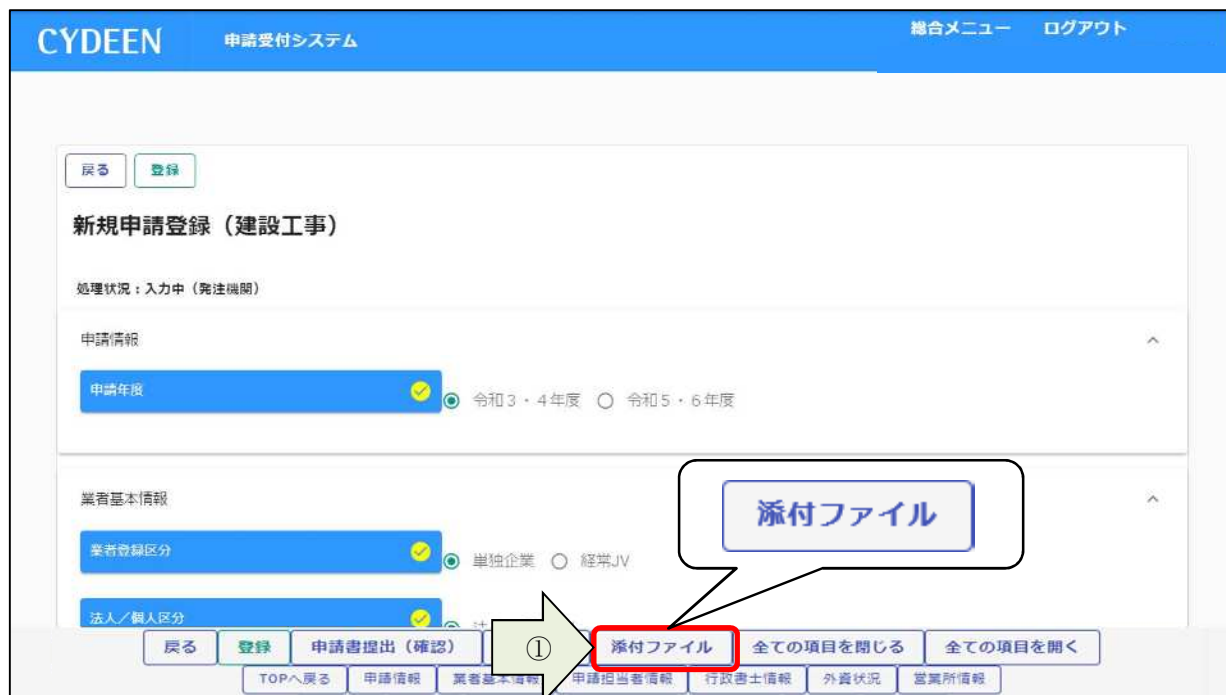 CYDEEN 申請受付システム 総合メニュー ログアウト
戻る 登録
新規申請登録（建設工事）
処理状況：入力中（発注機関）
申請情報
申請年度 令和３・４年度 令和５・６年度
業者基本情報
添付ファイル
業者登録区分 単独企業 経常JV
法人／個人区分
戻る 登録 申請書提出（確認） ① 添付ファイル 全ての項目を閉じる 全ての項目を開く
TOPへ戻る 申請情報 業者基本情報 申請担当者情報 行政書士情報 外資状況 営業所情報